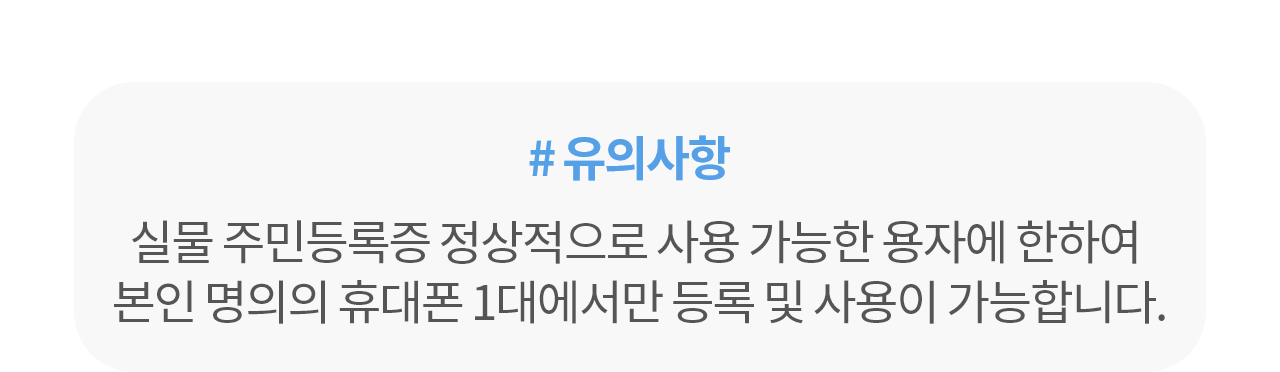 # 유의사항
실물 주민등록증 정상적으로 사용 가능한 용자에 한하여
본인 명의의 휴대폰 1대에서만 등록 및 사용이 가능합니다.